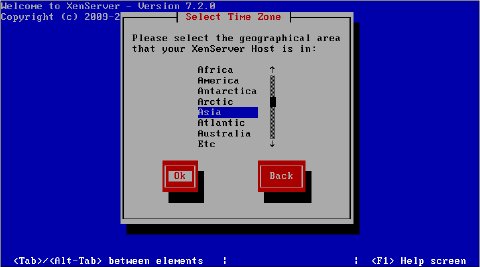 Welcome to XenServer - Version 7.2.0
Copyright (c) 2009-2
Select Time Zone
Please select the geographical area
that your XenServer Host is in:
Africa
America
Antarctica
Arctic
Asia
Atlantic
Australia
Etc
Ok Back
<Tab>/<Alt-Tab> between elements | | <F1> Help screen